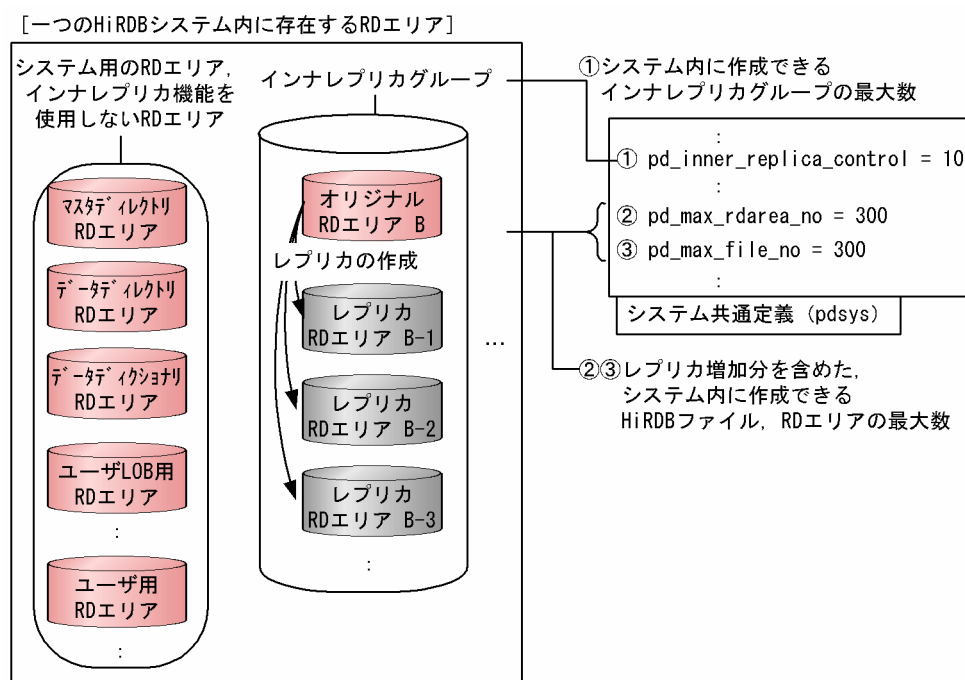 [一つのHiRDBシステム内に存在するRDエリア]
システム用のRDエリア,
インナレプリカ機能を
使用しないRDエリア
マスタディレクトリ
RDエリア
データディレクトリ
RDエリア
データディクショナリ
RDエリア
ユーザLOB用
RDエリア
:
ユーザ用
RDエリア
:
インナレプリカグループ
オリジナル
RDエリア B
レプリカの作成
レプリカ
RDエリア B-1
レプリカ
RDエリア B-2
レプリカ
RDエリア B-3
:
...
①システム内に作成できる
インナレプリカグループの最大数
:
① pd_inner_replica_control = 10
:
② pd_max_rdarea_no = 300
③ pd_max_file_no = 300
:
システム共通定義 (pdsys)
②③レプリカ増加分を含めた,
システム内に作成できる
HiRDBファイル, RDエリアの最大数